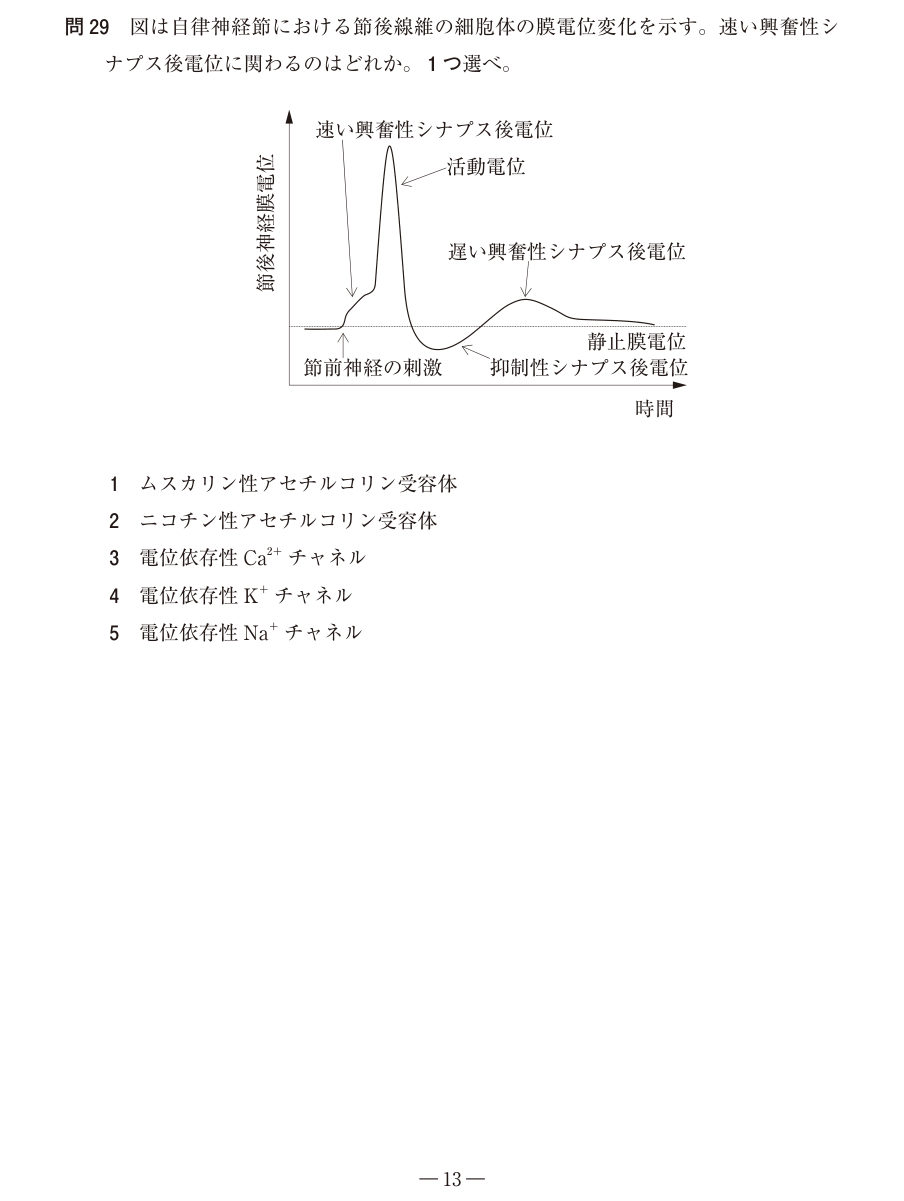 問29　図は自律神経節における節後線維の細胞体の膜電位変化を示す。速い興奮性シ
ナプス後電位に関わるのはどれか。1つ選べ。
速い興奮性シナプス後電位
活動電位
節後神経膜電位
遅い興奮性シナプス後電位
静止膜電位
節前神経の刺激
抑制性シナプス後電位
時間
1　ムスカリン性アセチルコリン受容体
2　ニコチン性アセチルコリン受容体
3　電位依存性 Ca²⁺ チャネル
4　電位依存性 K⁺ チャネル
5　電位依存性 Na⁺ チャネル
— 13 —